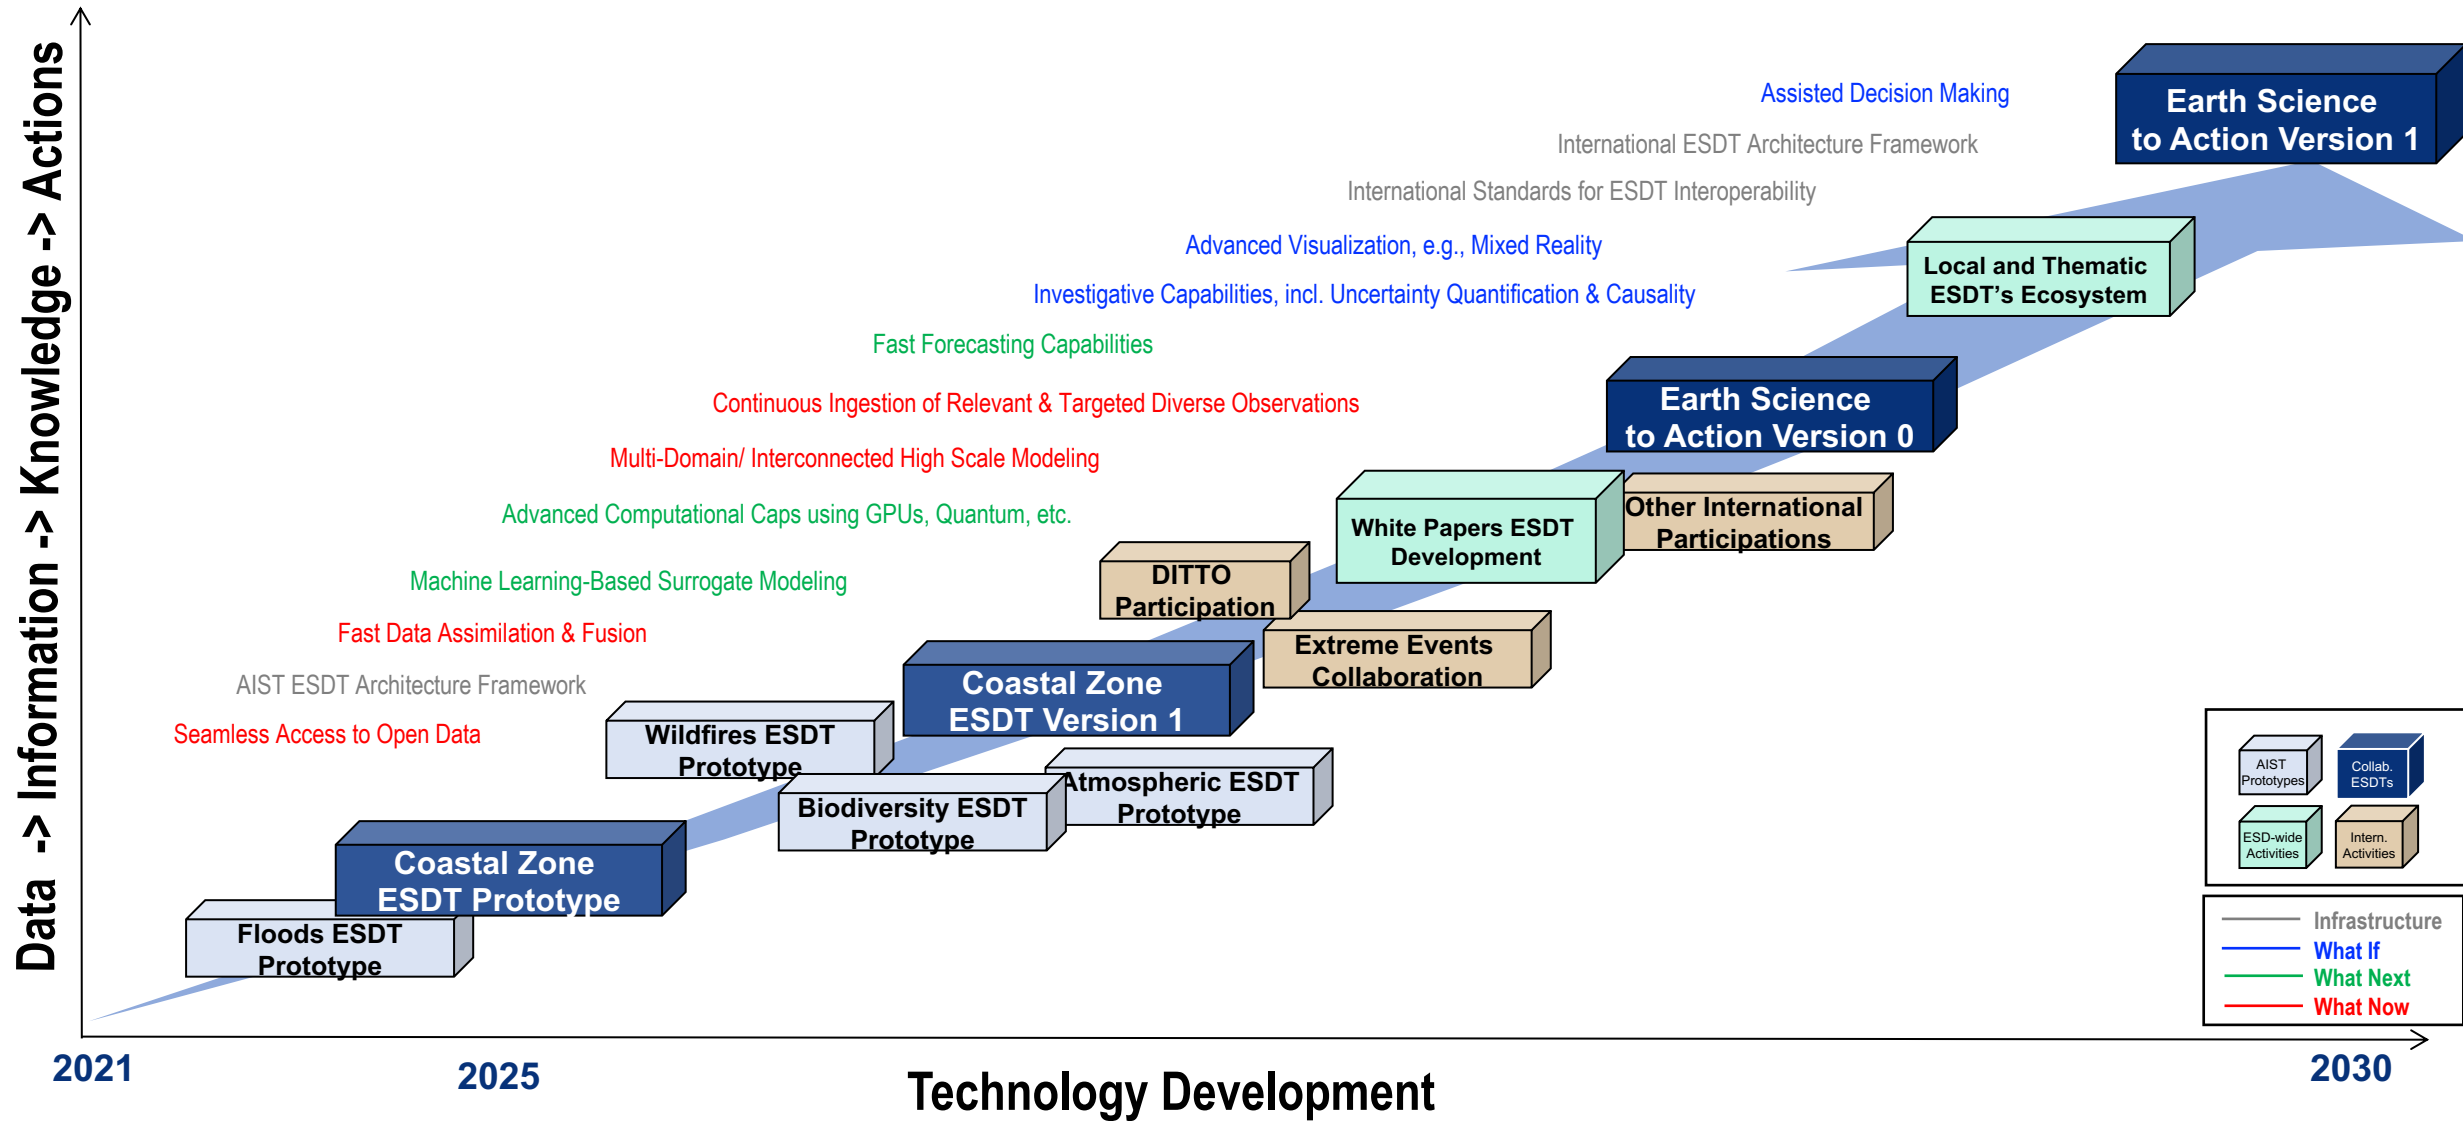 Data -> Information -> Knowledge -> Actions
Assisted Decision Making
International ESDT Architecture Framework
International Standards for ESDT Interoperability
Advanced Visualization, e.g., Mixed Reality
Investigative Capabilities, incl. Uncertainty Quantification & Causality
Fast Forecasting Capabilities
Continuous Ingestion of Relevant & Targeted Diverse Observations
Multi-Domain/ Interconnected High Scale Modeling
Advanced Computational Caps using GPUs, Quantum, etc.
Machine Learning-Based Surrogate Modeling
Fast Data Assimilation & Fusion
AIST ESDT Architecture Framework
Seamless Access to Open Data
Earth Science
to Action Version 1
Local and Thematic
ESDT's Ecosystem
Earth Science
to Action Version 0
Other International
Participations
White Papers ESDT
Development
DITTO
Participation
Extreme Events
Collaboration
Coastal Zone
ESDT Version 1
Wildfires ESDT
Prototype
Atmospheric ESDT
Prototype
Biodiversity ESDT
Prototype
Coastal Zone
ESDT Prototype
Floods ESDT
Prototype
AIST
Prototypes
Collab.
ESDTs
ESD-wide
Activities
Intern.
Activities
Infrastructure
What If
What Next
What Now
2021
2025
2030
Technology Development